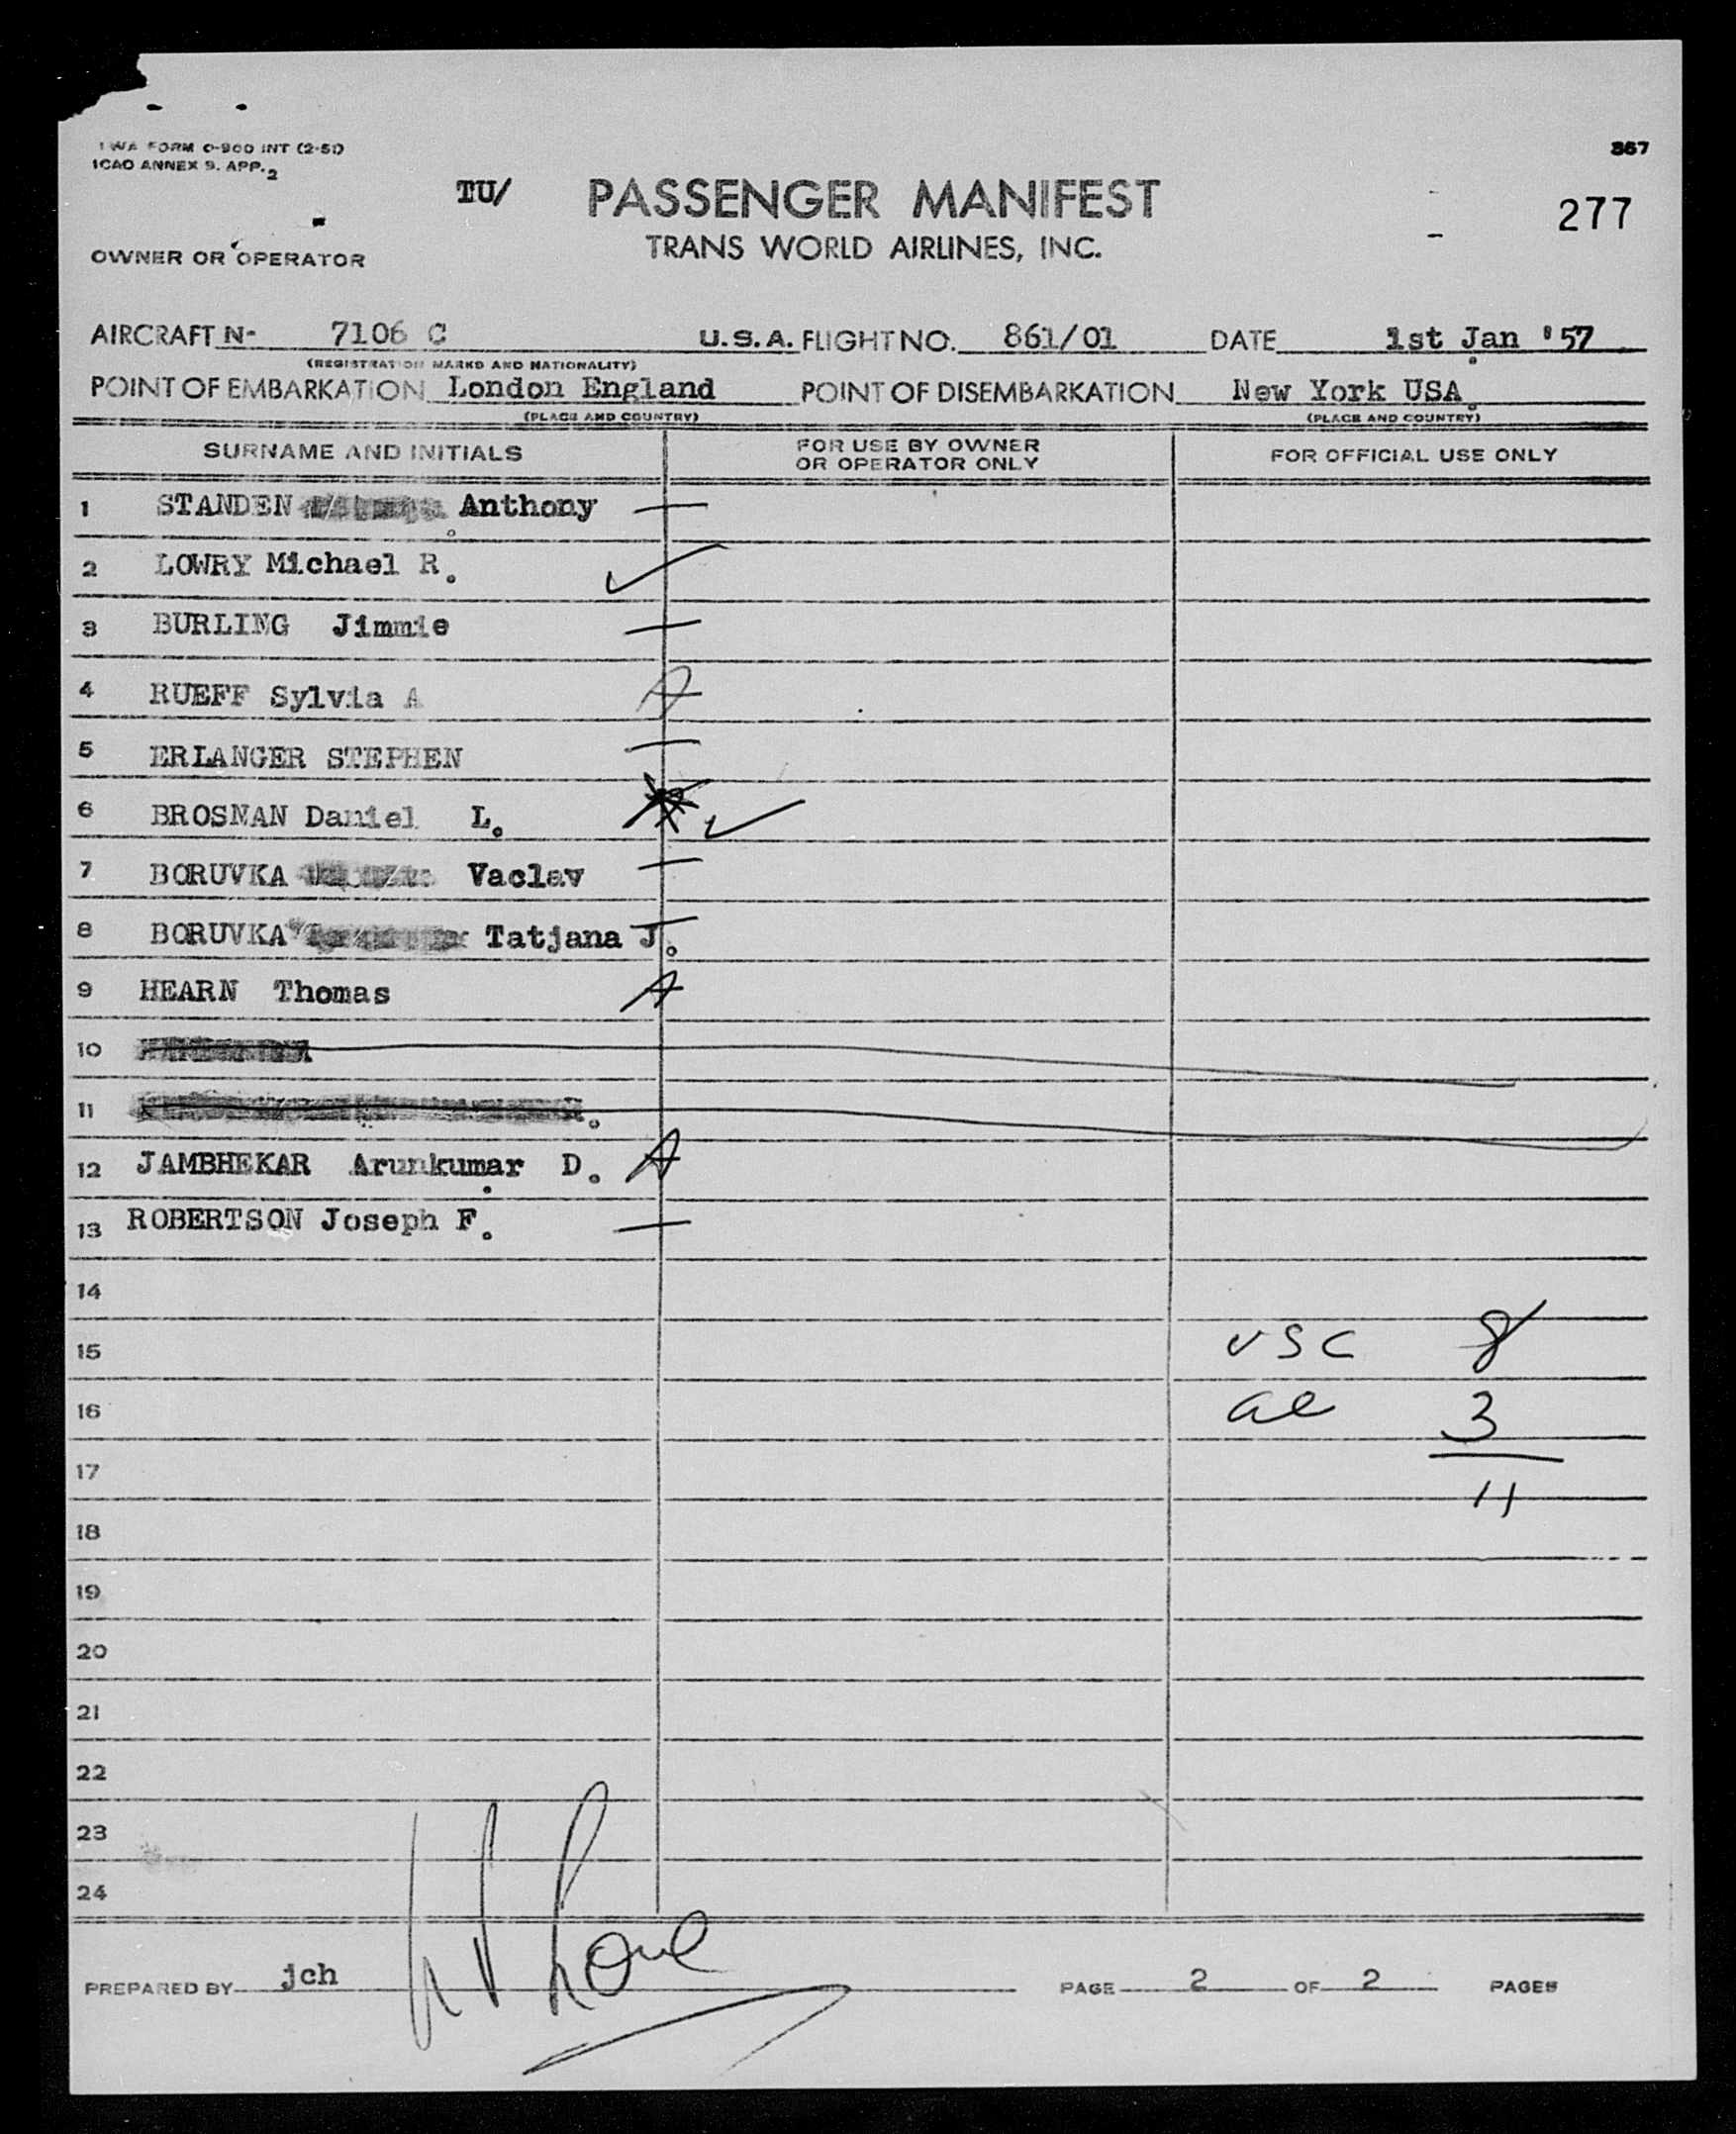 TWA FORM O-900 INT (2-51)
ICAO ANNEX 9. APP. 2
867
TU/ PASSENGER MANIFEST
277
TRANS WORLD AIRLINES, INC.
OWNER OR OPERATOR
AIRCRAFT N- 7106 C U.S.A. FLIGHT NO. 861/01 DATE 1st Jan '57
(REGISTRATION MARKS AND NATIONALITY)
POINT OF EMBARKATION London England POINT OF DISEMBARKATION New York USA.
(PLACE AND COUNTRY) (PLACE AND COUNTRY)
SURNAME AND INITIALS FOR USE BY OWNER OR OPERATOR ONLY FOR OFFICIAL USE ONLY
1 STANDEN Anthony
2 LOWRY Michael R.
3 BURLING Jimmie
4 RUEFF Sylvia A A
5 ERLANGER STEPHEN
6 BROSNAN Daniel L.
7 BORUVKA Vaclav
8 BORUVKA Tatjana J.
9 HEARN Thomas A
10
11
12 JAMBHEKAR Arunkumar D. A
13 ROBERTSON Joseph F.
14
15 USC 8
16 ae 3
17 11
18
19
20
21
22
23
24
PREPARED BY jch PAGE 2 OF 2 PAGES